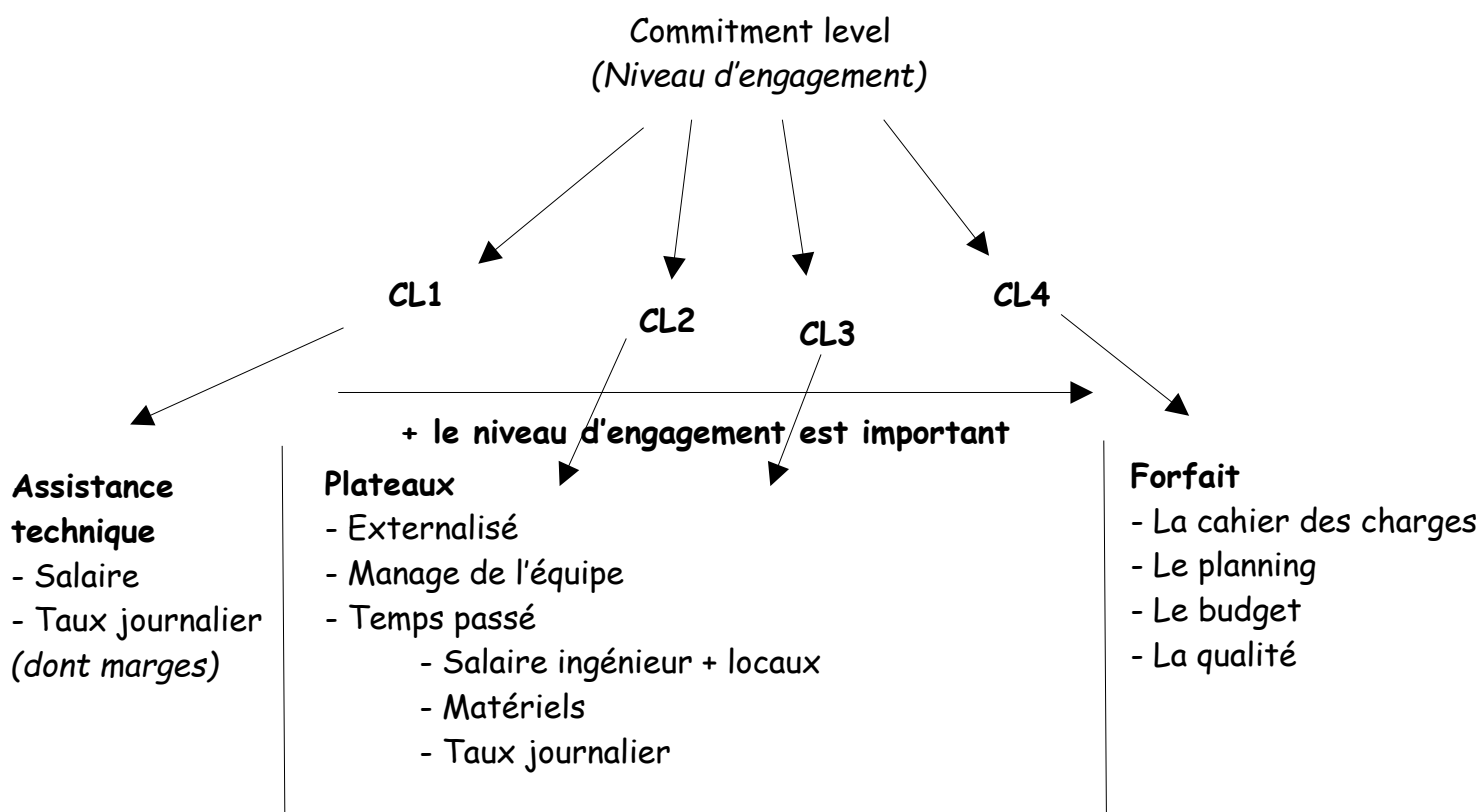 Commitment level
(Niveau d'engagement)
CL1
CL2
CL3
CL4
+ le niveau d'engagement est important
Assistance
technique
- Salaire
- Taux journalier
(dont marges)
Plateaux
- Externalisé
- Manage de l'équipe
- Temps passé
- Salaire ingénieur + locaux
- Matériels
- Taux journalier
Forfait
- La cahier des charges
- Le planning
- Le budget
- La qualité